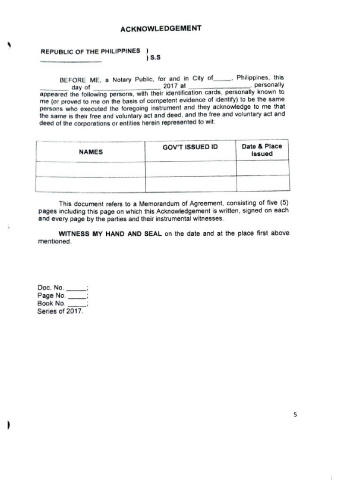 ACKNOWLEDGEMENT
REPUBLIC OF THE PHILIPPINES )
_______________ ) S.S
BEFORE ME, a Notary Public, for and in City of_____, Philippines, this
________ day of ________________ 2017 at ______________, personally
appeared the following persons, with their identification cards, personally known to
me (or proved to me on the basis of competent evidence of identify) to be the same
persons who executed the foregoing instrument and they acknowledge to me that
the same is their free and voluntary act and deed, and the free and voluntary act and
deed of the corporations or entities herein represented to wit:
NAMES GOV'T ISSUED ID Date & Place
Issued
This document refers to a Memorandum of Agreement, consisting of five (5)
pages including this page on which this Acknowledgement is written, signed on each
and every page by the parties and their instrumental witnesses.
WITNESS MY HAND AND SEAL on the date and at the place first above
mentioned.
Doc. No. _____;
Page No. _____;
Book No. _____;
Series of 2017.
5